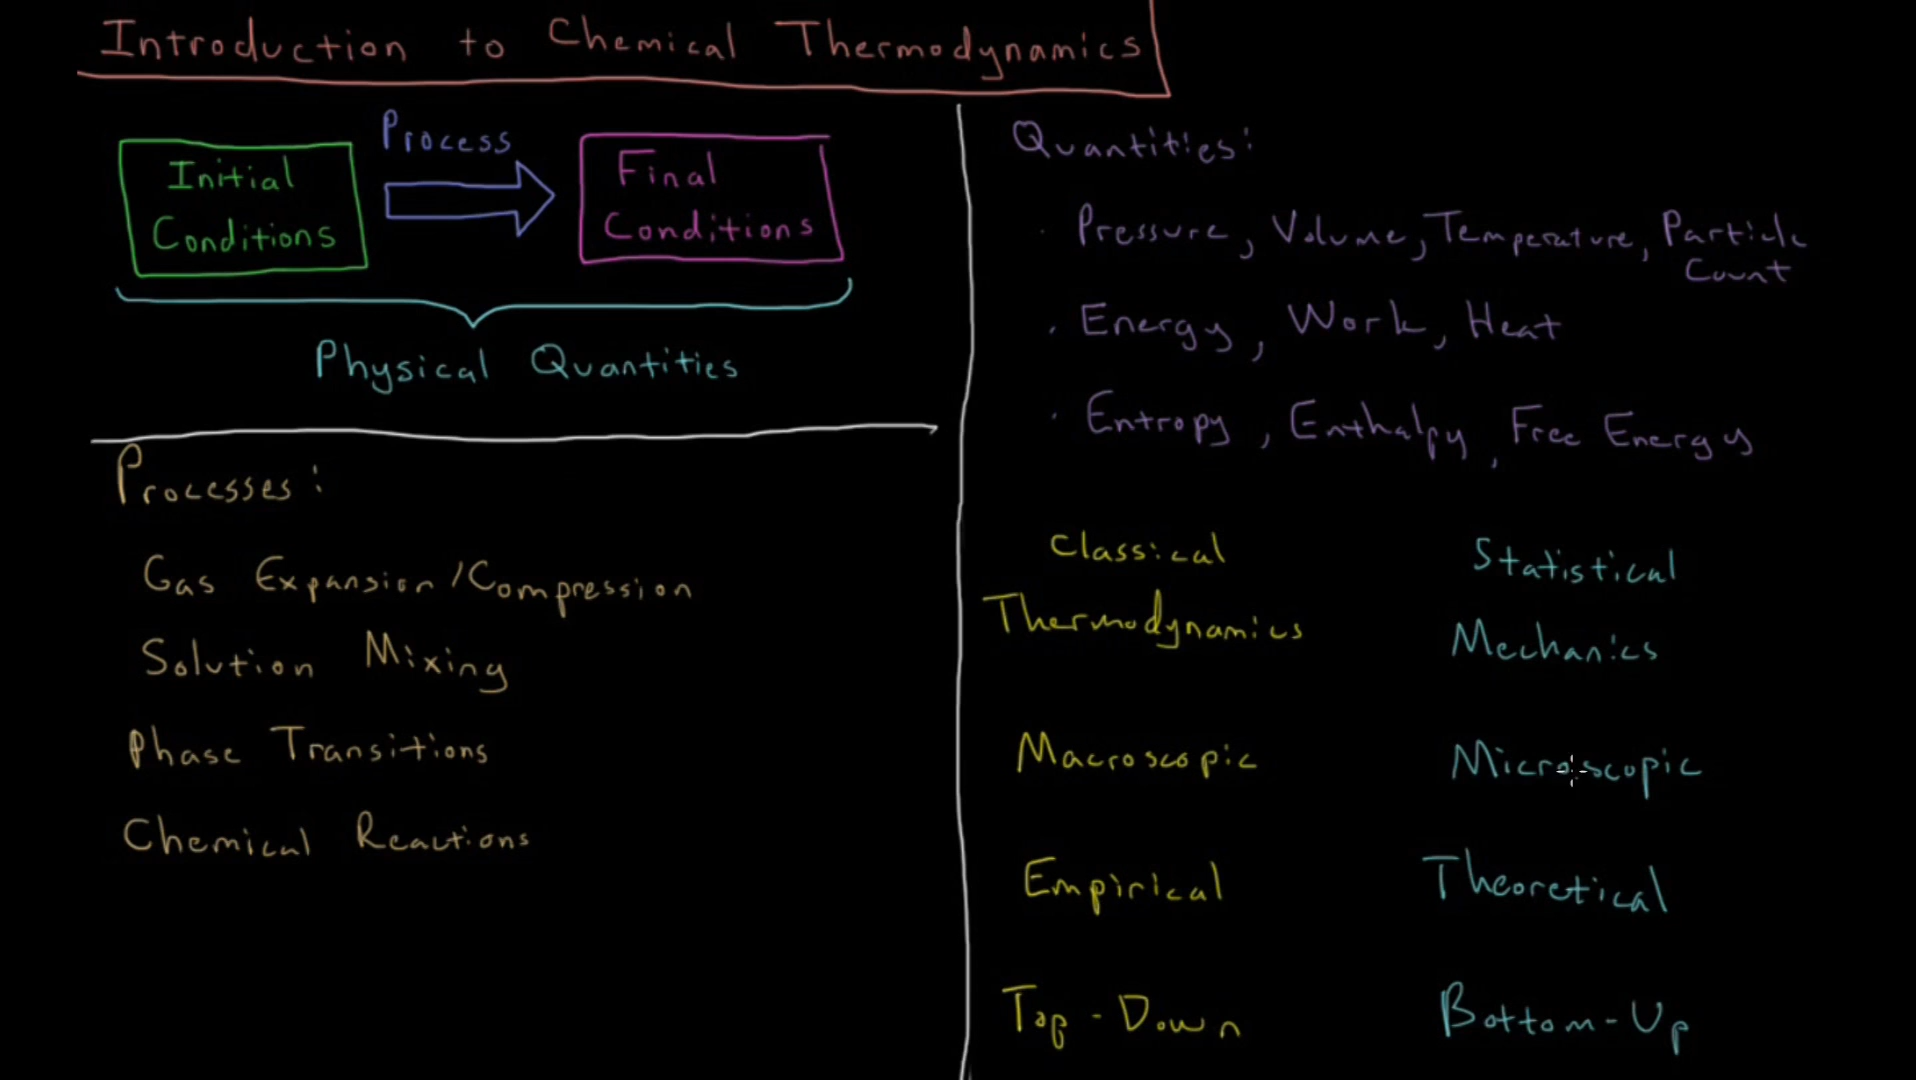 Introduction to Chemical Thermodynamics
Process
Initial
Conditions
Final
Conditions
Physical Quantities
Processes:
Gas Expansion/Compression
Solution Mixing
Phase Transitions
Chemical Reactions
Quantities:
· Pressure, Volume, Temperature, Particle
Count
· Energy, Work, Heat
· Entropy, Enthalpy, Free Energy
Classical
Thermodynamics
Macroscopic
Empirical
Top-Down
Statistical
Mechanics
Microscopic
Theoretical
Bottom-Up